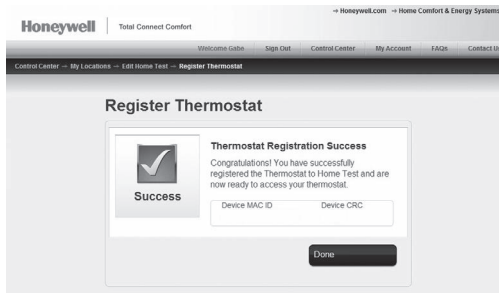 → Honeywell.com → Home Comfort & Energy Systems
Honeywell Total Connect Comfort
Welcome Gabe Sign Out Control Center My Account FAQs Contact U
Control Center → My Locations → Edit Home Test → Register Thermostat
Register Thermostat
Thermostat Registration Success
Congratulations! You have successfully
registered the Thermostat to Home Test and are
now ready to access your thermostat.
Success
Device MAC ID Device CRC
Done